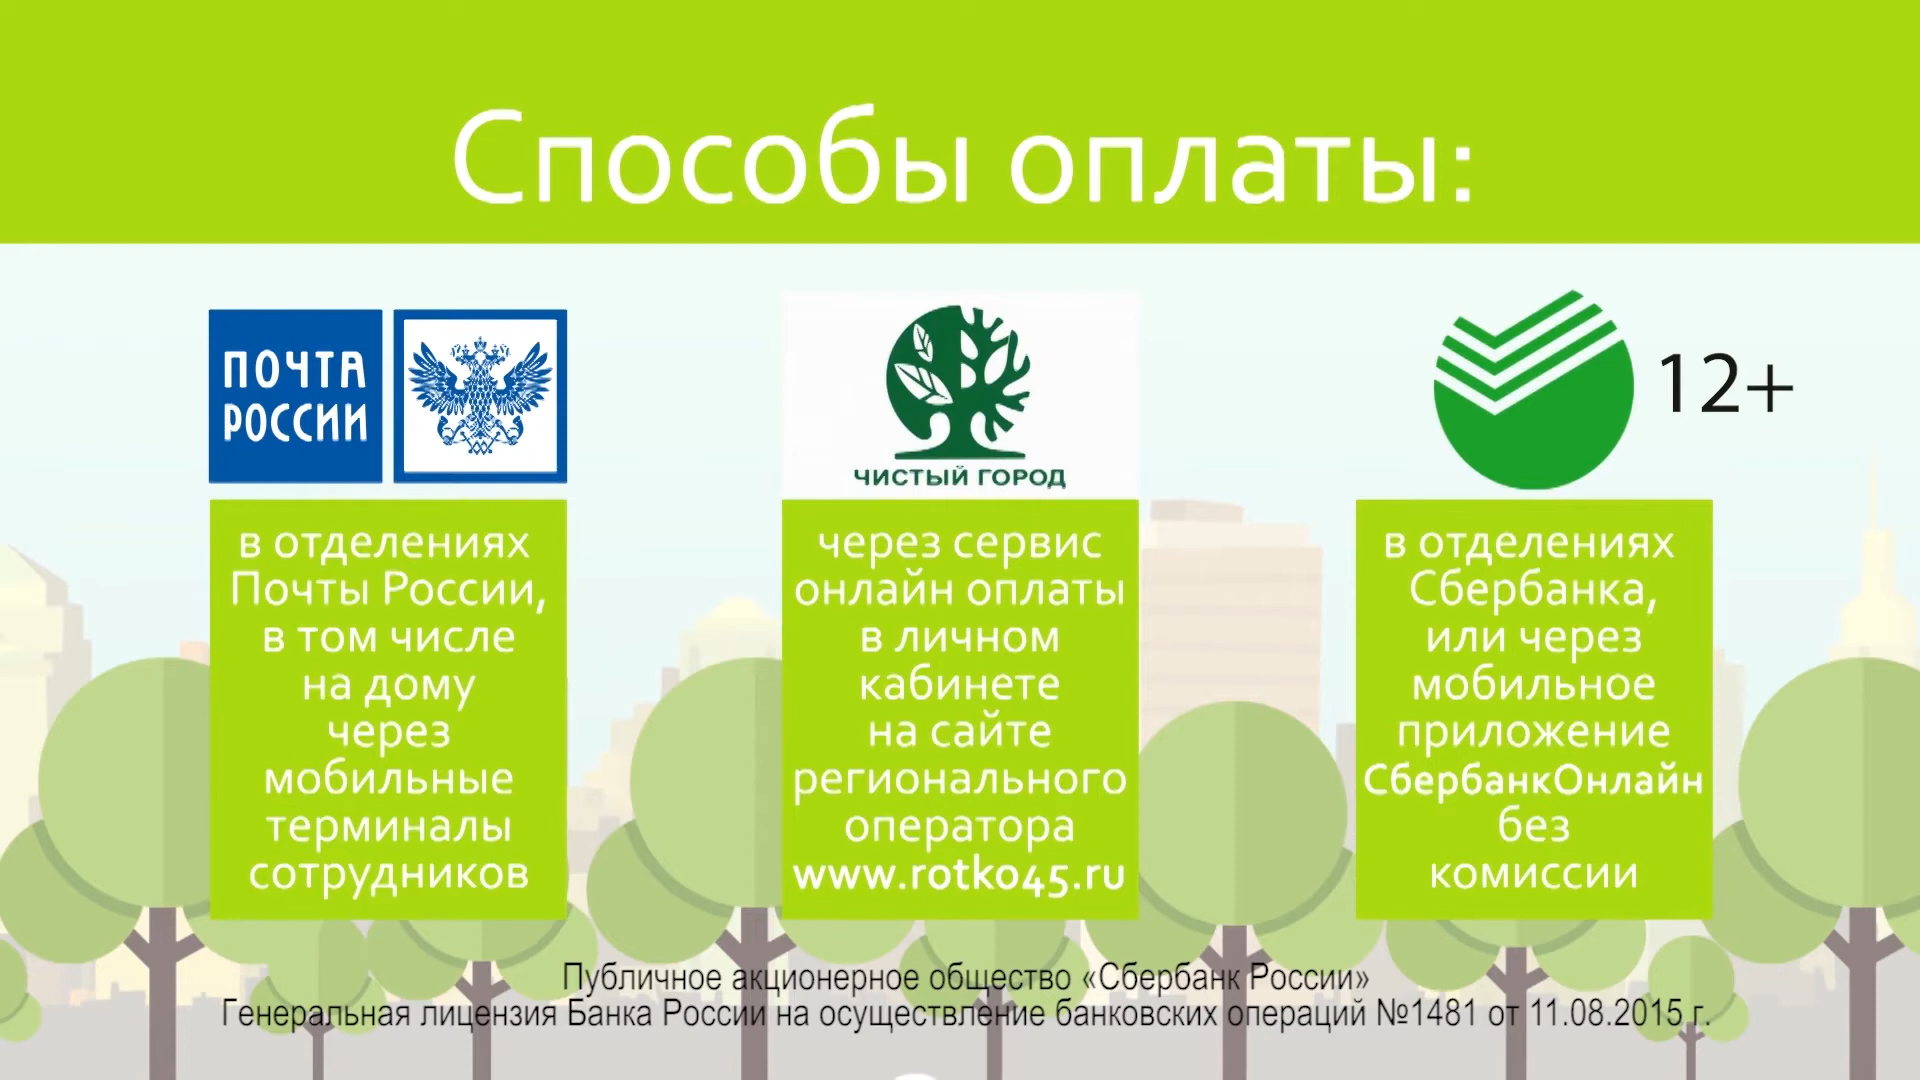 Способы оплаты:
ПОЧТА
РОССИИ
в отделениях
Почты России,
в том числе
на дому
через
мобильные
терминалы
сотрудников
ЧИСТЫЙ ГОРОД
через сервис
онлайн оплаты
в личном
кабинете
на сайте
регионального
оператора
www.rotko45.ru
12+
в отделениях
Сбербанка,
или через
мобильное
приложение
СбербанкОнлайн
без
комиссии
Публичное акционерное общество «Сбербанк России»
Генеральная лицензия Банка России на осуществление банковских операций №1481 от 11.08.2015 г.